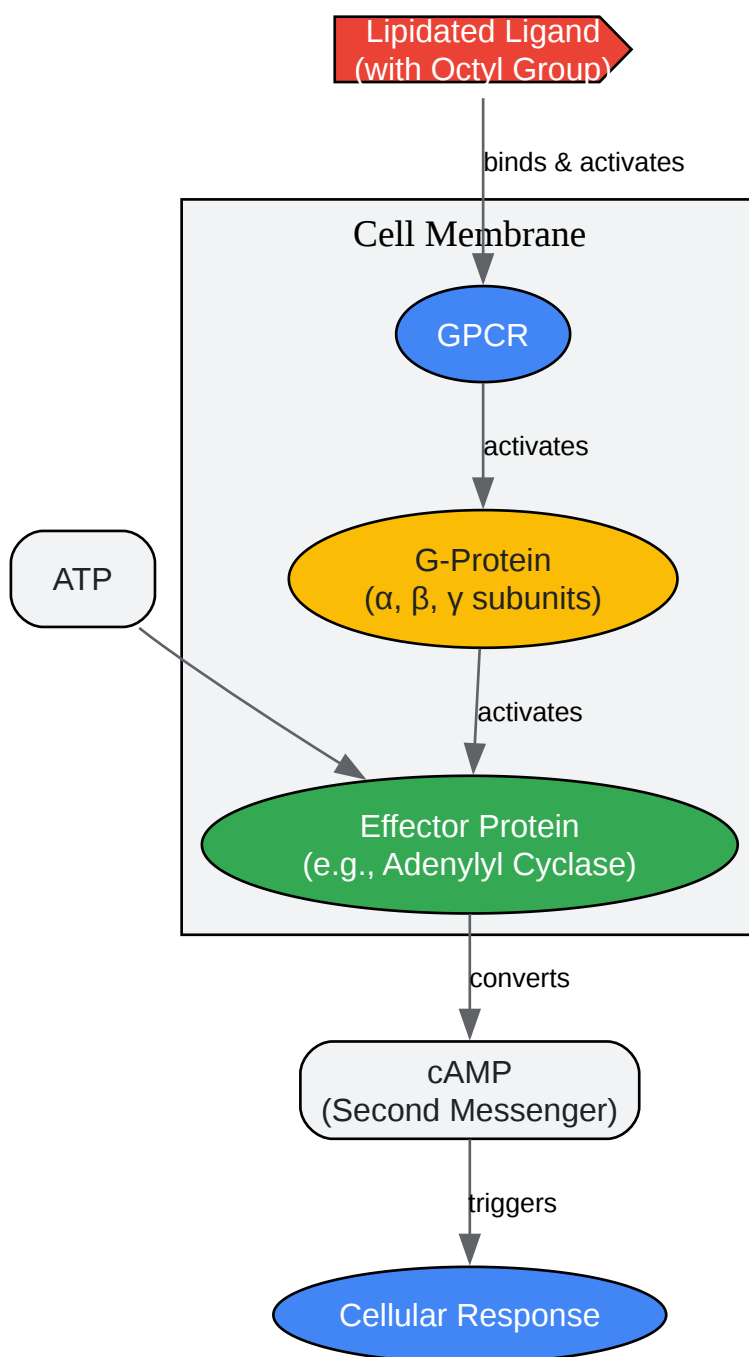 Lipidated Ligand
(with Octyl Group)
binds & activates
Cell Membrane
GPCR
activates
G-Protein
(α, β, γ subunits)
ATP
activates
Effector Protein
(e.g., Adenylyl Cyclase)
converts
cAMP
(Second Messenger)
triggers
Cellular Response